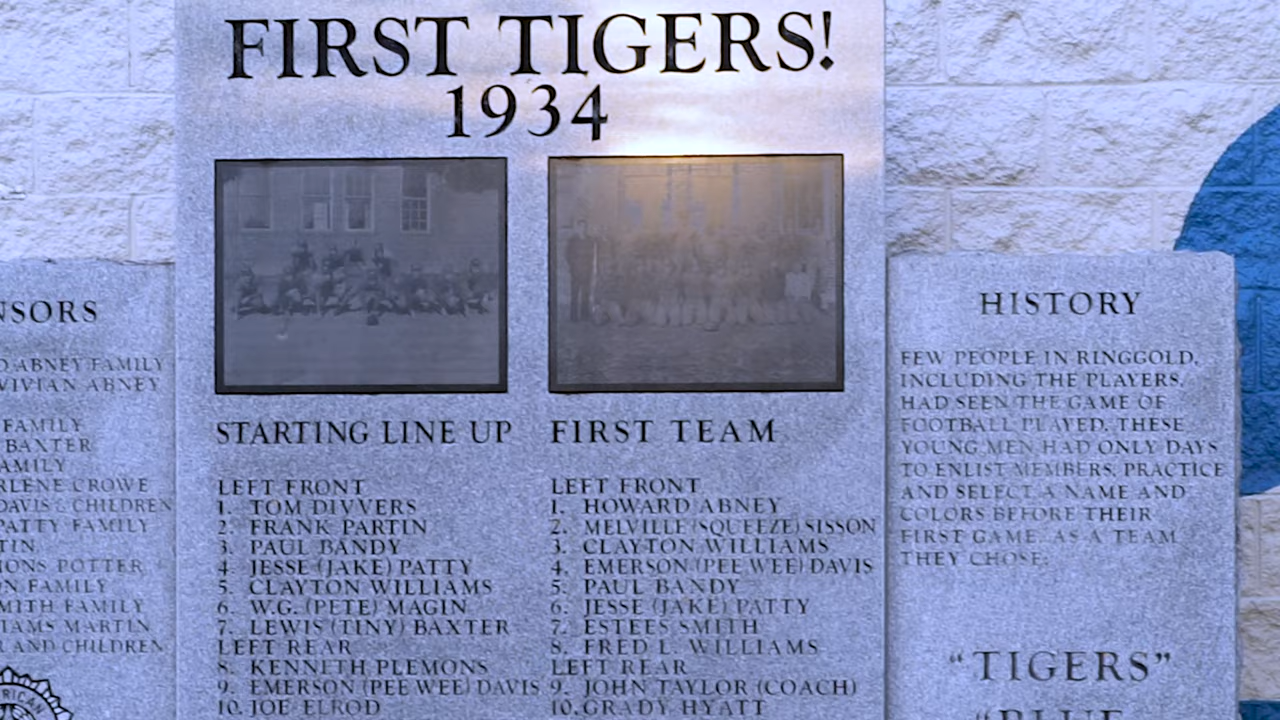 FIRST TIGERS!
1934
NSORS
ABNEY FAMILY
VIVIAN ABNEY
FAMILY
BAXTER
AMILY
RLENE CROWE
DAVIS & CHILDREN
PATTY FAMILY
TIN
ONS POTTER
N FAMILY
MITH FAMILY
IAMS MARTIN
AND CHILDREN
RICAN
STARTING LINE UP
LEFT FRONT
1. TOM DIVVERS
2. FRANK PARTIN
3. PAUL BANDY
4. JESSE (JAKE) PATTY
5. CLAYTON WILLIAMS
6. W.G. (PETE) MAGIN
7. LEWIS (TINY) BAXTER
LEFT REAR
8. KENNETH PLEMONS
9. EMERSON (PEE WEE) DAVIS
10. JOE ELROD
FIRST TEAM
LEFT FRONT
1. HOWARD ABNEY
2. MELVILLE (SQUEEZE) SISSON
3. CLAYTON WILLIAMS
4. EMERSON (PEE WEE) DAVIS
5. PAUL BANDY
6. JESSE (JAKE) PATTY
7. ESTEES SMITH
8. FRED L. WILLIAMS
LEFT REAR
9. JOHN TAYLOR (COACH)
10. GRADY HYATT
HISTORY
FEW PEOPLE IN RINGGOLD,
INCLUDING THE PLAYERS,
HAD SEEN THE GAME OF
FOOTBALL PLAYED. THESE
YOUNG MEN HAD ONLY DAYS
TO ENLIST MEMBERS, PRACTICE
AND SELECT A NAME AND
COLORS BEFORE THEIR
FIRST GAME. AS A TEAM
THEY CHOSE:
"TIGERS"
"BLUE